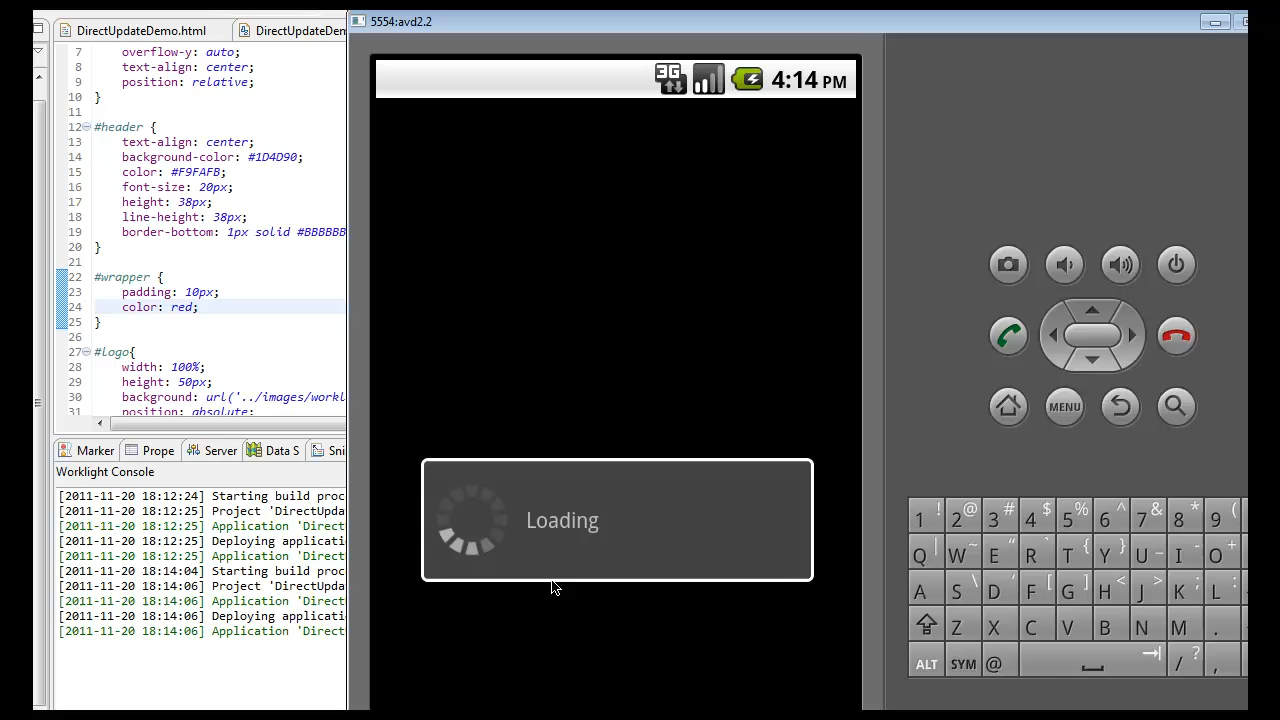 DirectUpdateDemo.html
DirectUpdateDem
5554:avd2.2
7 overflow-y: auto;
8 text-align: center;
9 position: relative;
10 }
11
12 #header {
13 text-align: center;
14 background-color: #1D4D90;
15 color: #F9FAFB;
16 font-size: 20px;
17 height: 38px;
18 line-height: 38px;
19 border-bottom: 1px solid #BBBBBB
20 }
21
22 #wrapper {
23 padding: 10px;
24 color: red;
25 }
26
27 #logo{
28 width: 100%;
29 height: 50px;
30 background: url('../images/workl
31 position: absolute;
Marker Prope Server Data S Sni
Worklight Console
[2011-11-20 18:12:24] Starting build proc
[2011-11-20 18:12:25] Project 'DirectUpda
[2011-11-20 18:12:25] Application 'Direct
[2011-11-20 18:12:25] Deploying applicati
[2011-11-20 18:12:25] Application 'Direct
[2011-11-20 18:14:04] Starting build proc
[2011-11-20 18:14:06] Project 'DirectUpda
[2011-11-20 18:14:06] Application 'Direct
[2011-11-20 18:14:06] Deploying applicati
[2011-11-20 18:14:06] Application 'Direct
3G 4:14 PM
Loading
MENU
1 ! 2 @ 3 # 4 $ 5 % 6 ^ 7 & 8 * 9 (
Q | W ~ E " R ` T { Y } U _ I - O +
A S \ D ' F [ G ] H < J > K ; L :
Z X C V B N M .
ALT SYM @ / ? ,